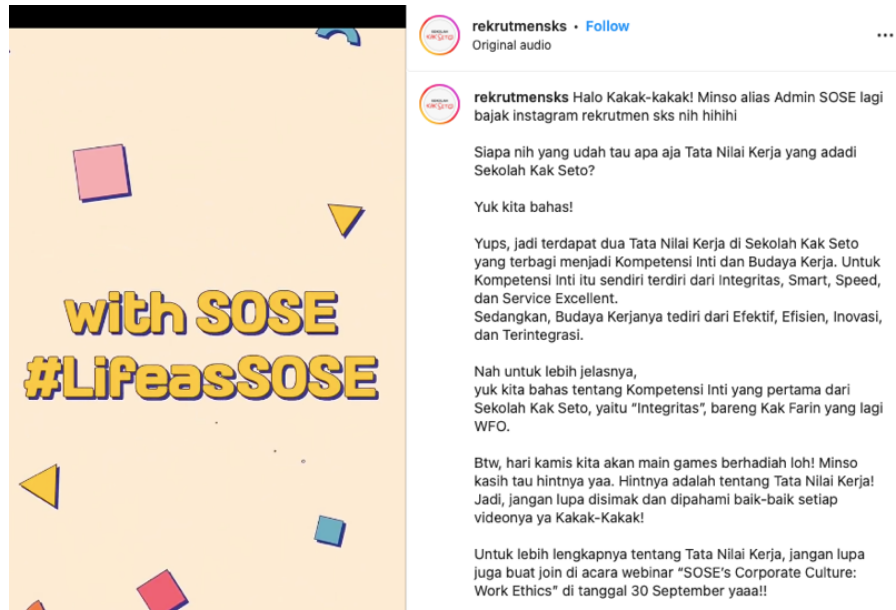 with SOSE
#LifeasSOSE
rekrutmensks • Follow
Original audio
rekrutmensks Halo Kakak-kakak! Minso alias Admin SOSE lagi
bajak instagram rekrutmen sks nih hihihi
Siapa nih yang udah tau apa aja Tata Nilai Kerja yang adadi
Sekolah Kak Seto?
Yuk kita bahas!
Yups, jadi terdapat dua Tata Nilai Kerja di Sekolah Kak Seto
yang terbagi menjadi Kompetensi Inti dan Budaya Kerja. Untuk
Kompetensi Inti itu sendiri terdiri dari Integritas, Smart, Speed,
dan Service Excellent.
Sedangkan, Budaya Kerjanya tediri dari Efektif, Efisien, Inovasi,
dan Terintegrasi.
Nah untuk lebih jelasnya,
yuk kita bahas tentang Kompetensi Inti yang pertama dari
Sekolah Kak Seto, yaitu “Integritas”, bareng Kak Farin yang lagi
WFO.
Btw, hari kamis kita akan main games berhadiah loh! Minso
kasih tau hintnya yaa. Hintnya adalah tentang Tata Nilai Kerja!
Jadi, jangan lupa disimak dan dipahami baik-baik setiap
videonya ya Kakak-Kakak!
Untuk lebih lengkapnya tentang Tata Nilai Kerja, jangan lupa
juga buat join di acara webinar “SOSE’s Corporate Culture:
Work Ethics” di tanggal 30 September yaaa!!